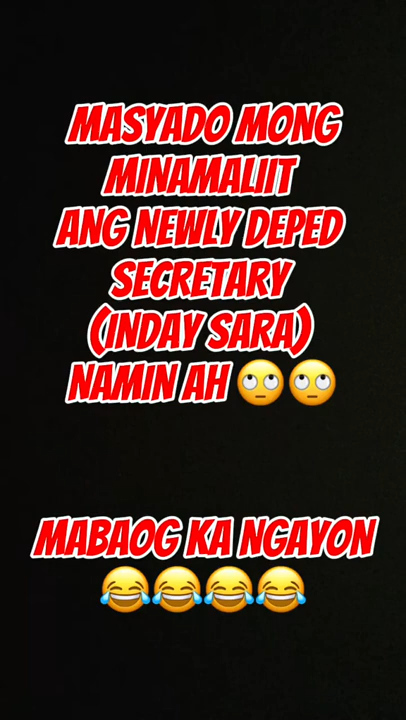 MASYADO MONG
MINAMALIIT
ANG NEWLY DEPED
SECRETARY
(INDAY SARA)
NAMIN AH 🙄🙄
MABAOG KA NGAYON
😂😂😂😂